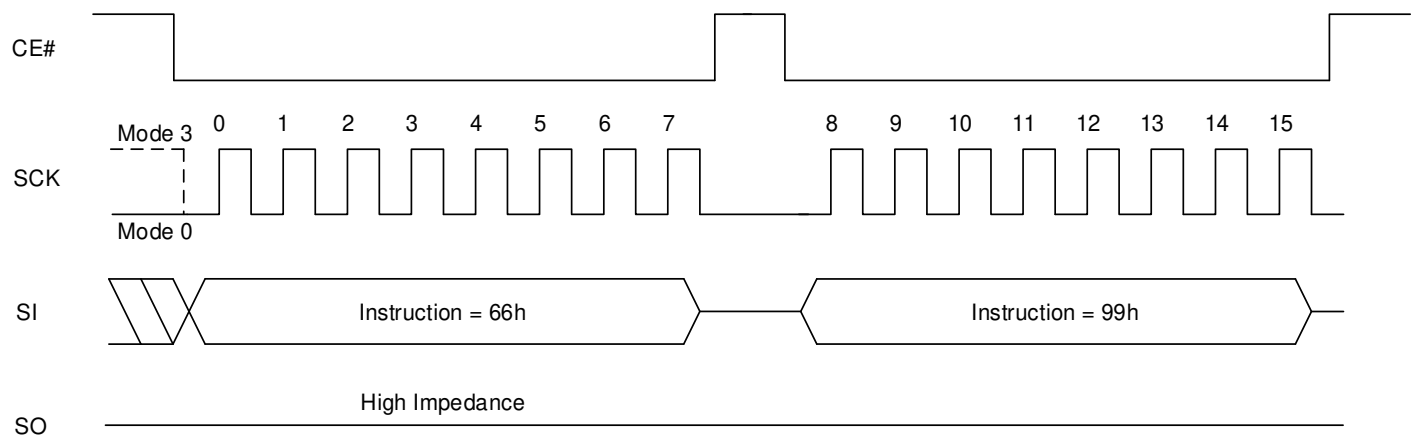 CE#
Mode 3
0 1 2 3 4 5 6 7 8 9 10 11 12 13 14 15
SCK
Mode 0
SI
Instruction = 66h
Instruction = 99h
High Impedance
SO